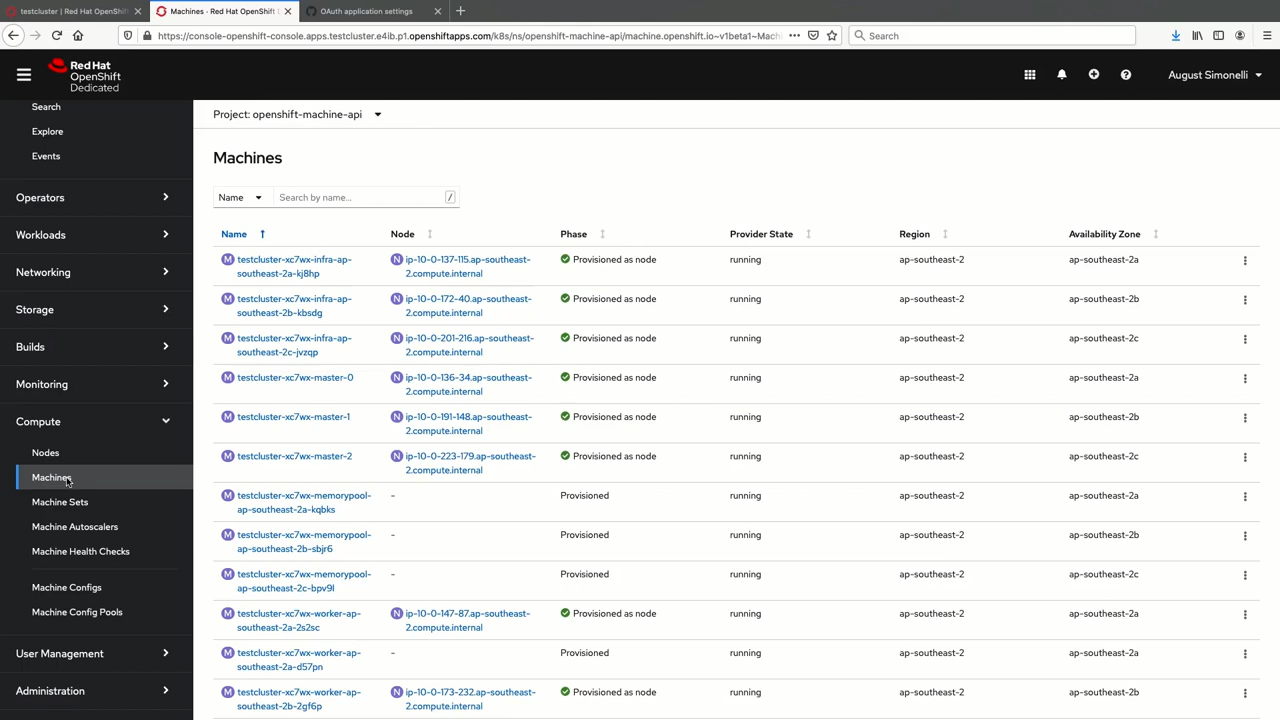 testcluster | Red Hat OpenShift
Machines · Red Hat OpenShift
OAuth application settings
https://console-openshift-console.apps.testcluster.e4ib.p1.openshiftapps.com/k8s/ns/openshift-machine-api/machine.openshift.io~v1beta1~Machi
Search
Red Hat
OpenShift
Dedicated
August Simonelli
Search
Explore
Events
Operators
Workloads
Networking
Storage
Builds
Monitoring
Compute
Nodes
Machines
Machine Sets
Machine Autoscalers
Machine Health Checks
Machine Configs
Machine Config Pools
User Management
Administration
Project: openshift-machine-api
Machines
Name
Search by name...
/
Name Node Phase Provider State Region Availability Zone
M testcluster-xc7wx-infra-ap- N ip-10-0-137-115.ap-southeast- Provisioned as node running ap-southeast-2 ap-southeast-2a
southeast-2a-kj8hp 2.compute.internal
M testcluster-xc7wx-infra-ap- N ip-10-0-172-40.ap-southeast- Provisioned as node running ap-southeast-2 ap-southeast-2b
southeast-2b-kbsdg 2.compute.internal
M testcluster-xc7wx-infra-ap- N ip-10-0-201-216.ap-southeast- Provisioned as node running ap-southeast-2 ap-southeast-2c
southeast-2c-jvzqp 2.compute.internal
M testcluster-xc7wx-master-0 N ip-10-0-136-34.ap-southeast- Provisioned as node running ap-southeast-2 ap-southeast-2a
2.compute.internal
M testcluster-xc7wx-master-1 N ip-10-0-191-148.ap-southeast- Provisioned as node running ap-southeast-2 ap-southeast-2b
2.compute.internal
M testcluster-xc7wx-master-2 N ip-10-0-223-179.ap-southeast- Provisioned as node running ap-southeast-2 ap-southeast-2c
2.compute.internal
M testcluster-xc7wx-memorypool- - Provisioned running ap-southeast-2 ap-southeast-2a
ap-southeast-2a-kqbks
M testcluster-xc7wx-memorypool- - Provisioned running ap-southeast-2 ap-southeast-2b
ap-southeast-2b-sbjr6
M testcluster-xc7wx-memorypool- - Provisioned running ap-southeast-2 ap-southeast-2c
ap-southeast-2c-bpv9l
M testcluster-xc7wx-worker-ap- N ip-10-0-147-87.ap-southeast- Provisioned as node running ap-southeast-2 ap-southeast-2a
southeast-2a-2s2sc 2.compute.internal
M testcluster-xc7wx-worker-ap- - Provisioned running ap-southeast-2 ap-southeast-2a
southeast-2a-d57pn
M testcluster-xc7wx-worker-ap- N ip-10-0-173-232.ap-southeast- Provisioned as node running ap-southeast-2 ap-southeast-2b
southeast-2b-2gf6p 2.compute.internal